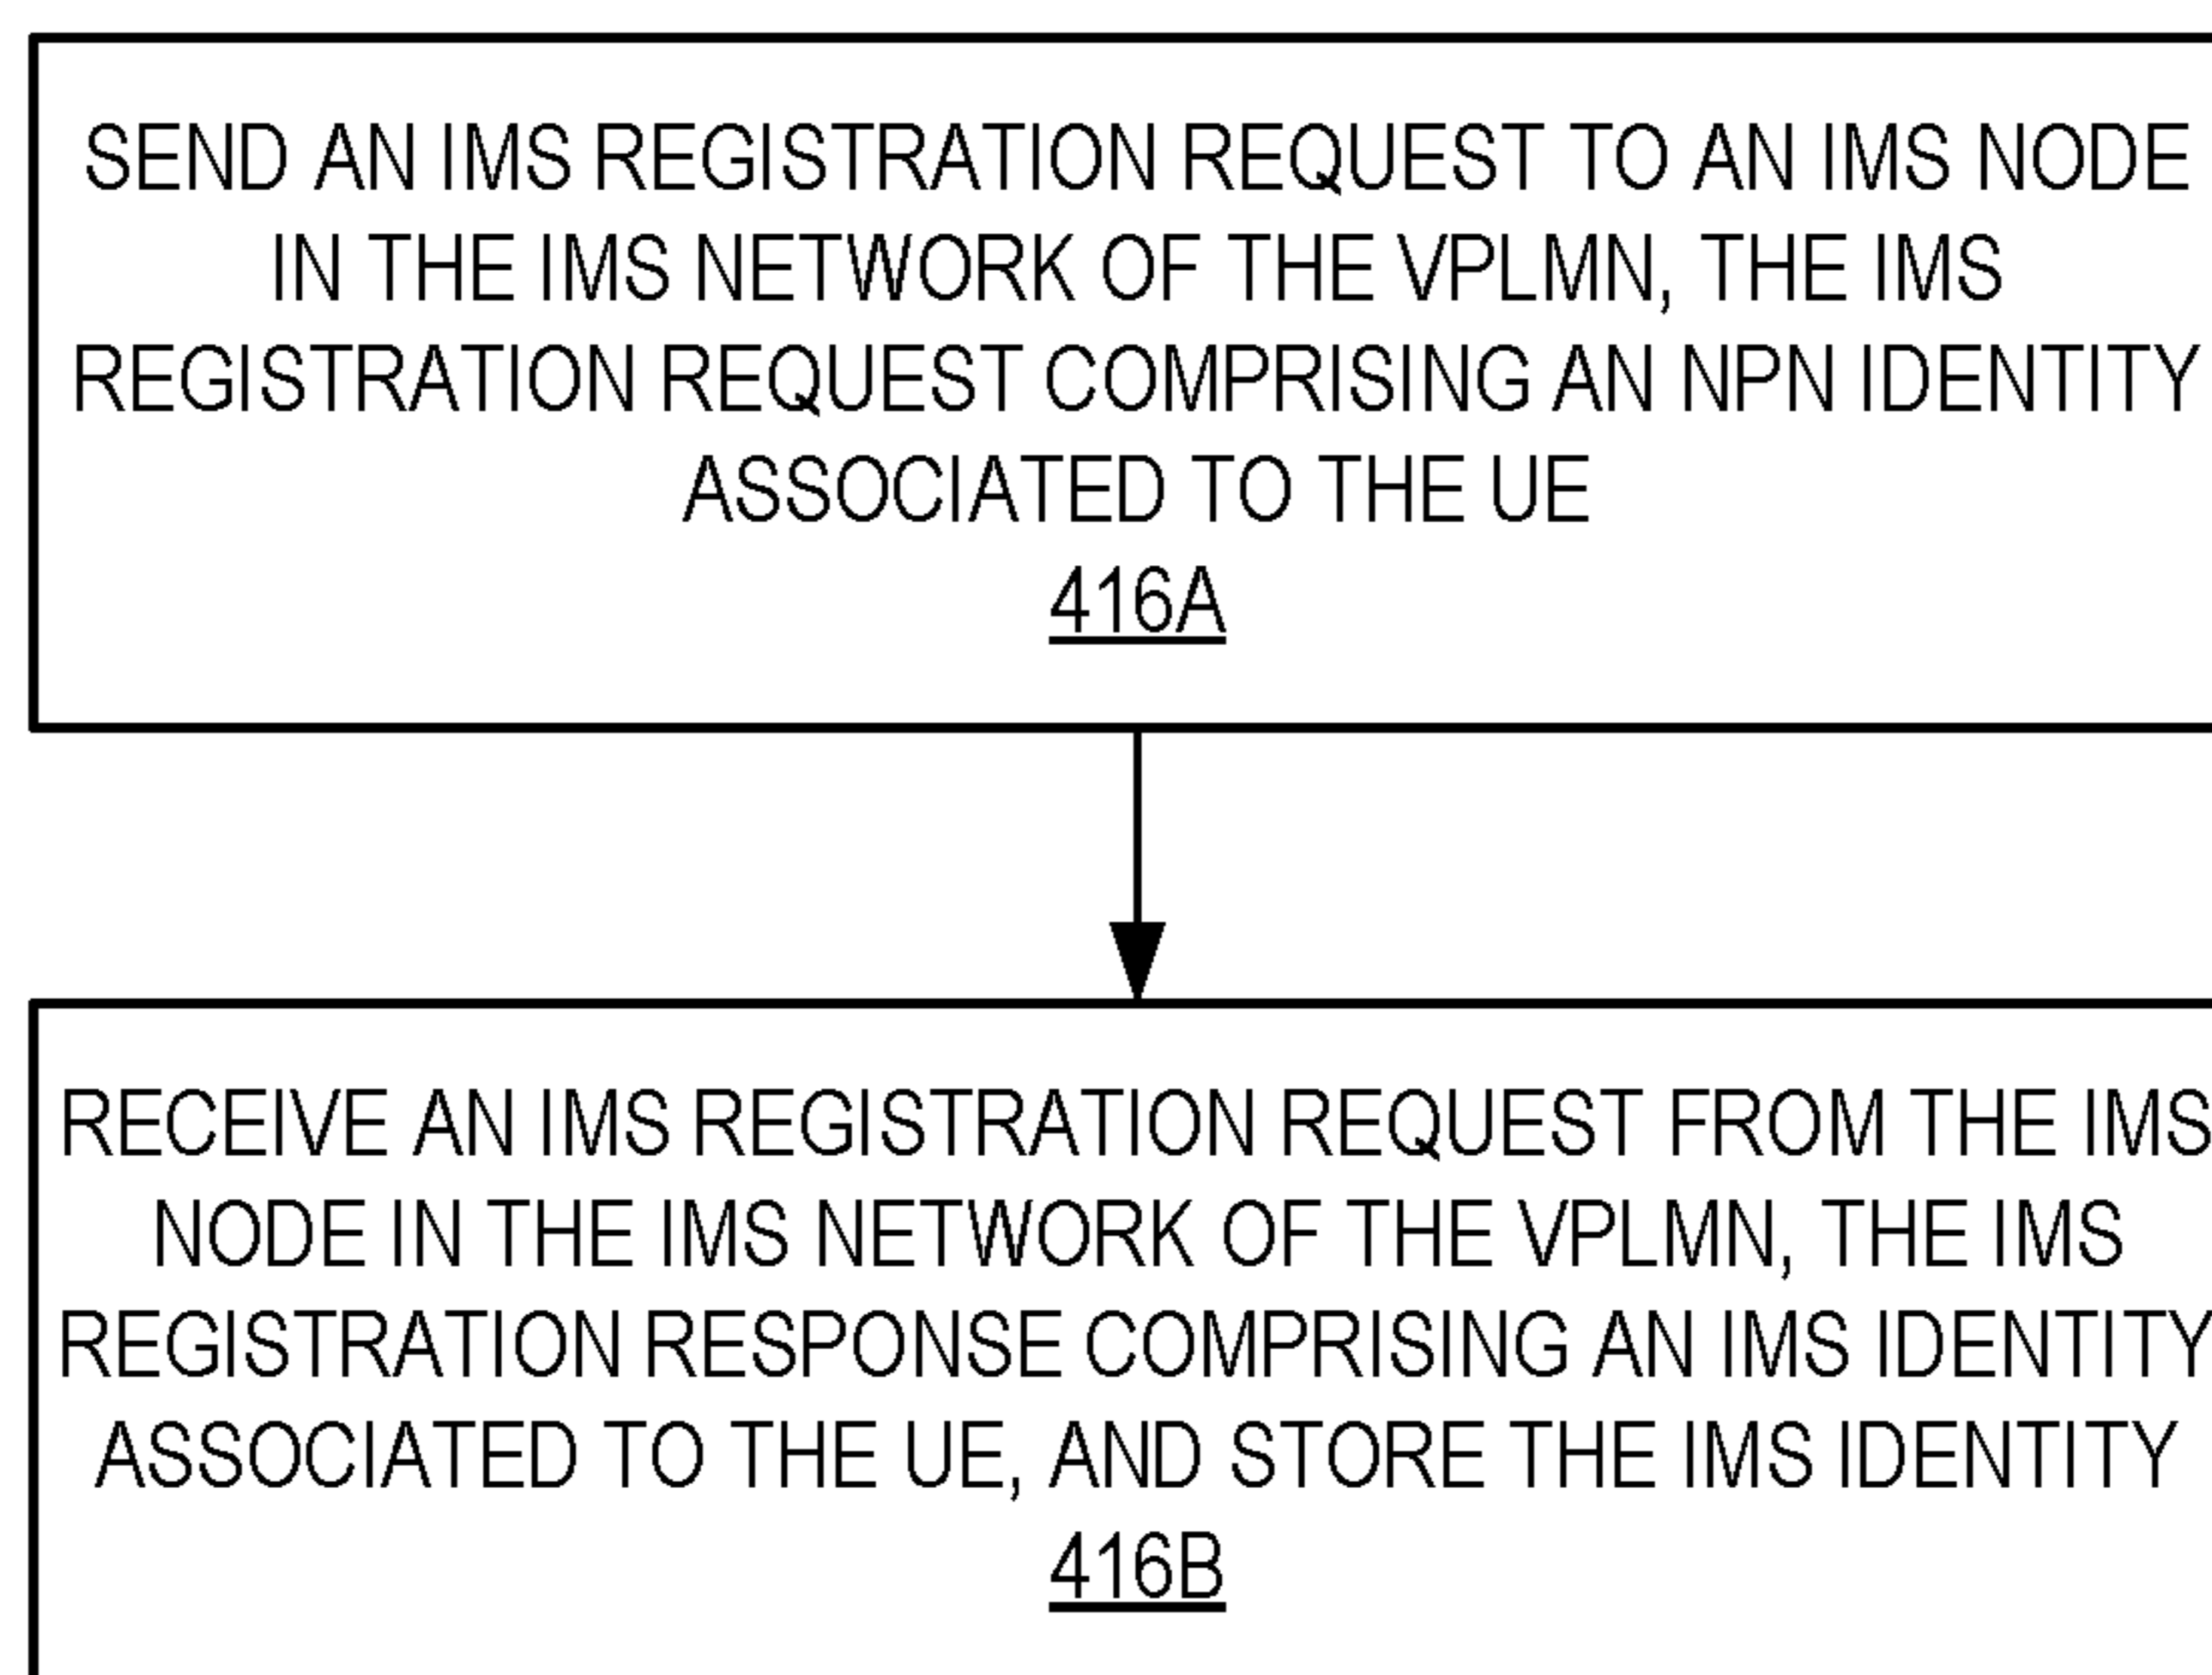 SEND AN IMS REGISTRATION REQUEST TO AN IMS NODE
IN THE IMS NETWORK OF THE VPLMN, THE IMS
REGISTRATION REQUEST COMPRISING AN NPN IDENTITY
ASSOCIATED TO THE UE
416A
RECEIVE AN IMS REGISTRATION REQUEST FROM THE IMS
NODE IN THE IMS NETWORK OF THE VPLMN, THE IMS
REGISTRATION RESPONSE COMPRISING AN IMS IDENTITY
ASSOCIATED TO THE UE, AND STORE THE IMS IDENTITY
416B